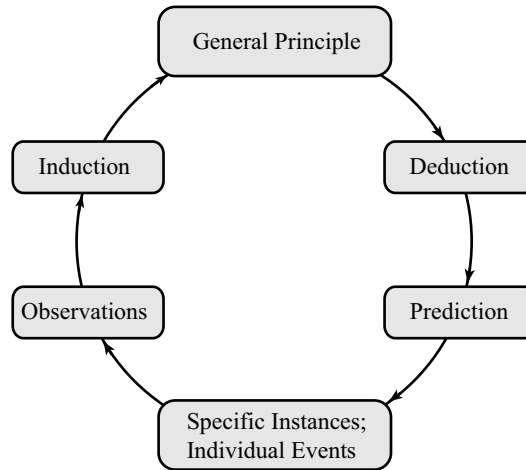 General Principle
Induction
Deduction
Observations
Prediction
Specific Instances;
Individual Events